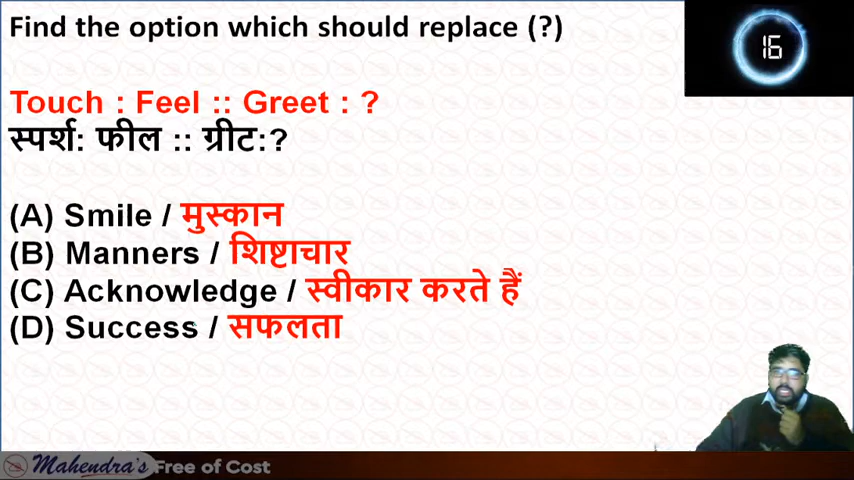 Find the option which should replace (?)
16
Touch : Feel :: Greet : ?
स्पर्श: फील :: ग्रीट:?
(A) Smile / मुस्कान
(B) Manners / शिष्टाचार
(C) Acknowledge / स्वीकार करते हैं
(D) Success / सफलता
Mahendra's Free of Cost